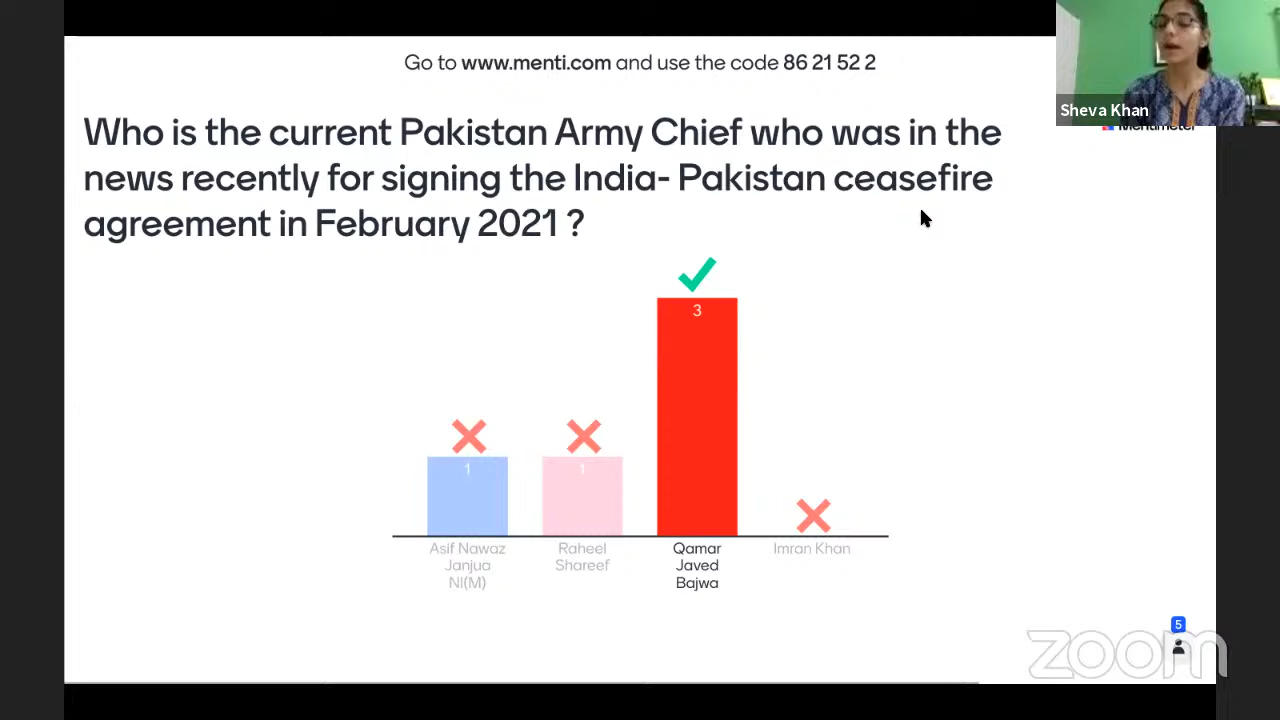 Go to www.menti.com and use the code 86 21 52 2
Sheva Khan
Mentimeter
Who is the current Pakistan Army Chief who was in the
news recently for signing the India- Pakistan ceasefire
agreement in February 2021 ?
3
1
1
Asif Nawaz
Janjua
NI(M)
Raheel
Shareef
Qamar
Javed
Bajwa
Imran Khan
5
zoom